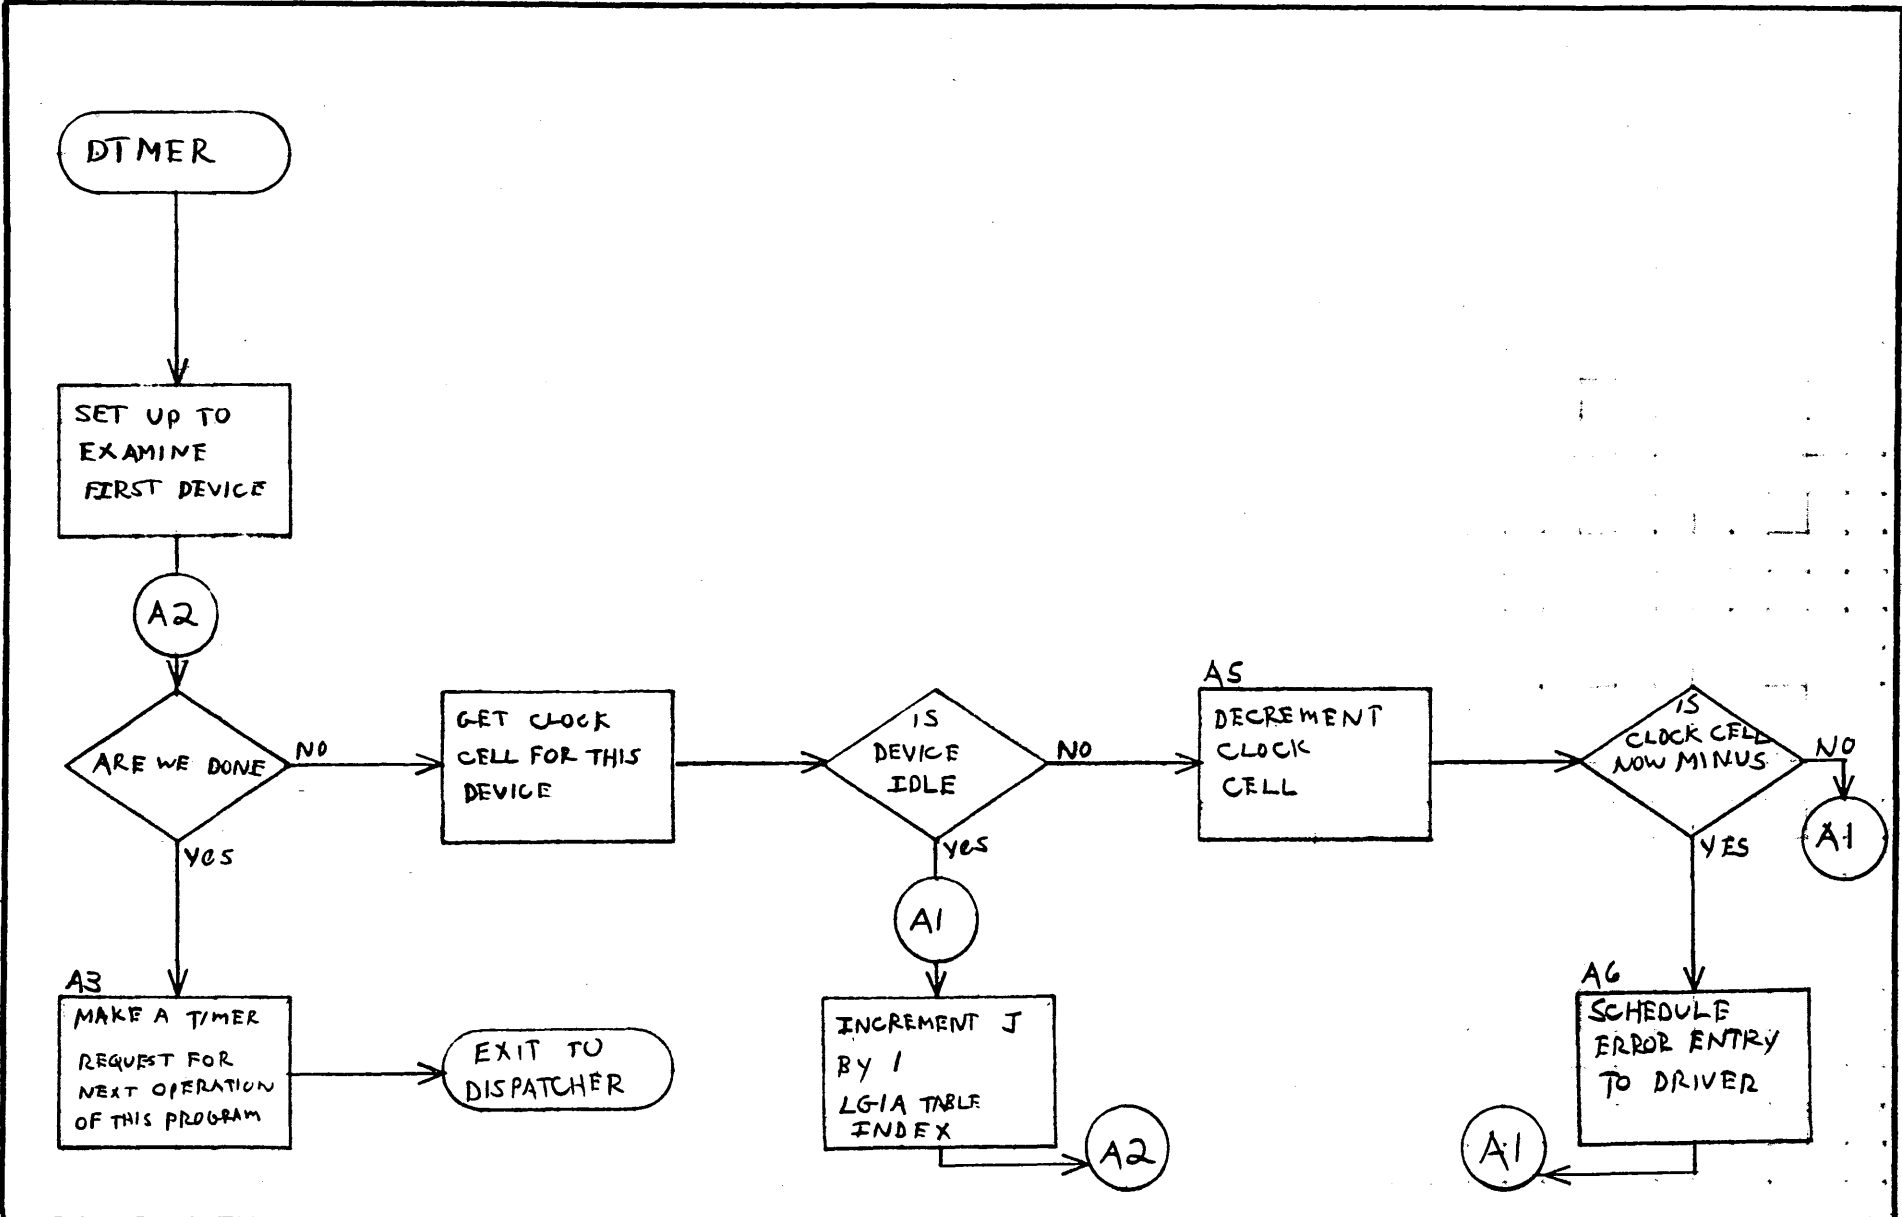 DTMER
SET UP TO
EXAMINE
FIRST DEVICE
A2
ARE WE DONE
NO
YES
A3
MAKE A TIMER
REQUEST FOR
NEXT OPERATION
OF THIS PROGRAM
EXIT TO
DISPATCHER
GET CLOCK
CELL FOR THIS
DEVICE
IS
DEVICE
IDLE
NO
YES
A1
INCREMENT J
BY 1
LG1A TABLE
INDEX
A2
A5
DECREMENT
CLOCK
CELL
IS
CLOCK CELL
NOW MINUS
NO
A1
YES
A6
SCHEDULE
ERROR ENTRY
TO DRIVER
A1